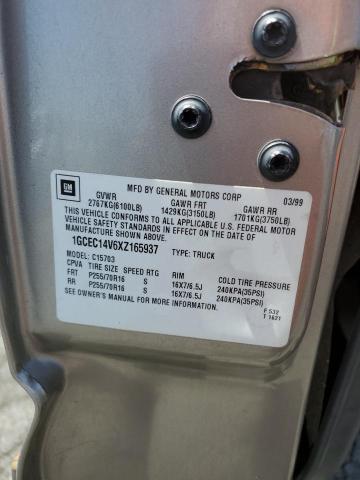 GM
MFD BY GENERAL MOTORS CORP 03/99
GVWR GAWR FRT GAWR RR
2767KG(6100LB) 1429KG(3150LB) 1701KG(3750LB)
THIS VEHICLE CONFORMS TO ALL APPLICABLE U.S. FEDERAL MOTOR
VEHICLE SAFETY STANDARDS IN EFFECT ON THE DATE OF
MANUFACTURE SHOWN ABOVE.
1GCEC14V6XZ165937 TYPE: TRUCK
MODEL: C15703
CPVA TIRE SIZE SPEED RTG RIM COLD TIRE PRESSURE
FRT P255/70R16 S 16X7/6.5J 240KPA(35PSI)
RR P255/70R16 S 16X7/6.5J 240KPA(35PSI)
SEE OWNER'S MANUAL FOR MORE INFORMATION.
F 532
T 1621